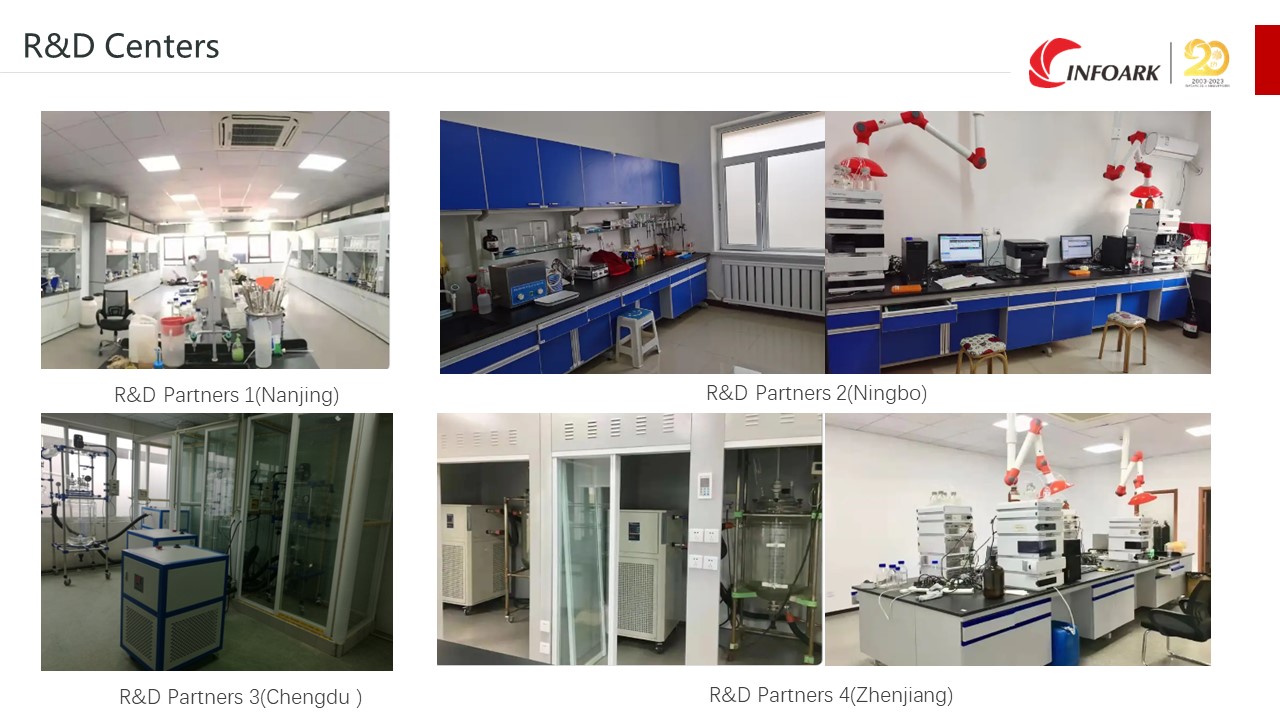 R&D Centers
INFOARK
20
2003-2023
R&D Partners 1(Nanjing)
R&D Partners 2(Ningbo)
R&D Partners 3(Chengdu )
R&D Partners 4(Zhenjiang)